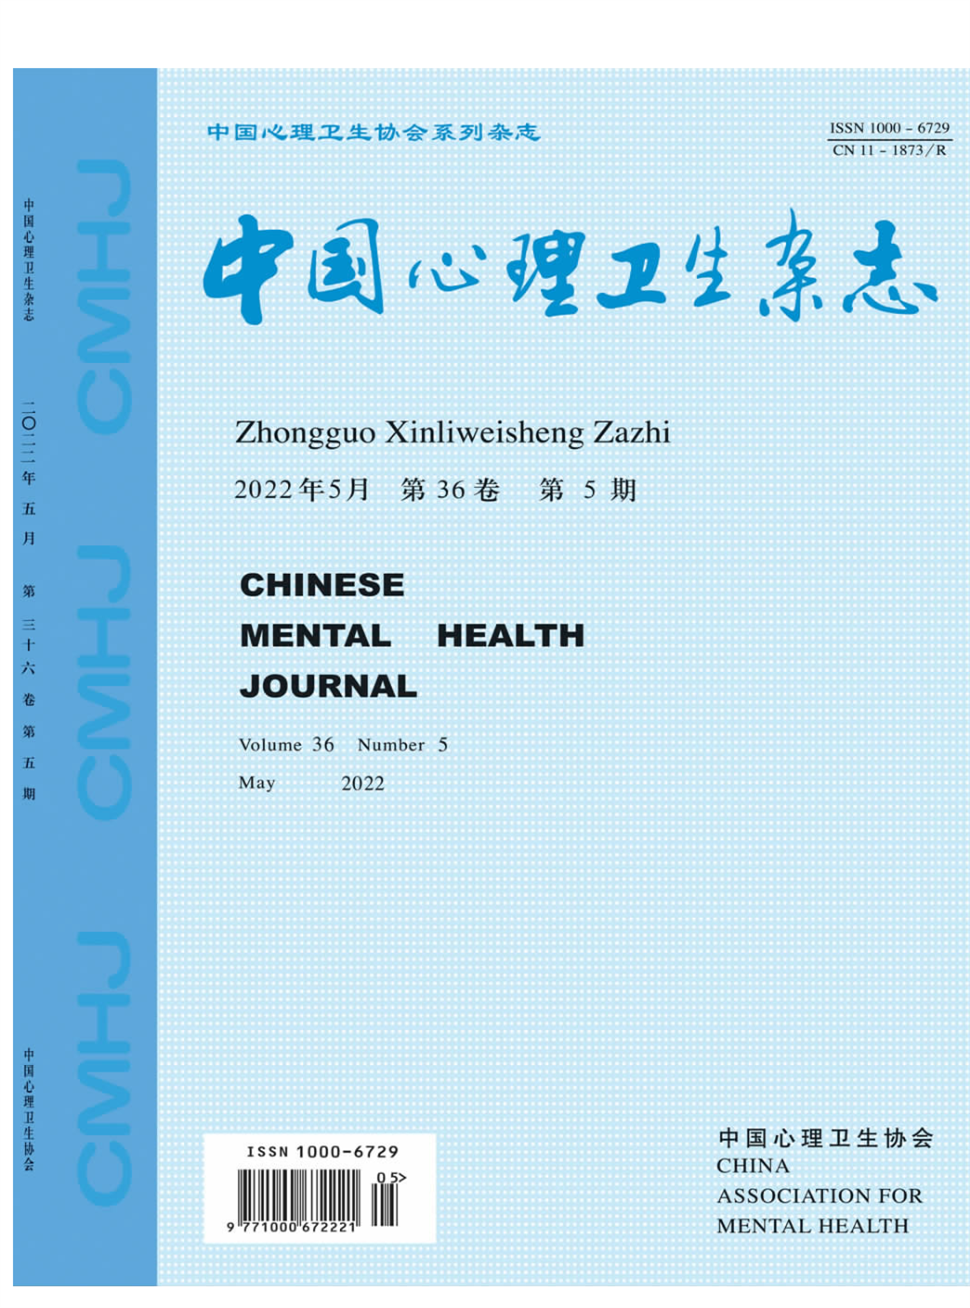 中国心理卫生协会系列杂志
ISSN 1000 - 6729
CN 11 - 1873/R
中国心理卫生杂志
Zhongguo Xinliweisheng Zazhi
2022年5月 第36卷 第 5 期
CHINESE
MENTAL HEALTH
JOURNAL
Volume 36 Number 5
May 2022
ISSN 1000-6729
05>
9 771000 672221
中国心理卫生协会
CHINA
ASSOCIATION FOR
MENTAL HEALTH
中国心理卫生杂志
二〇二二年五月 第三十六卷第五期
中国心理卫生协会
CMHJ
CMHJ
CMHJ